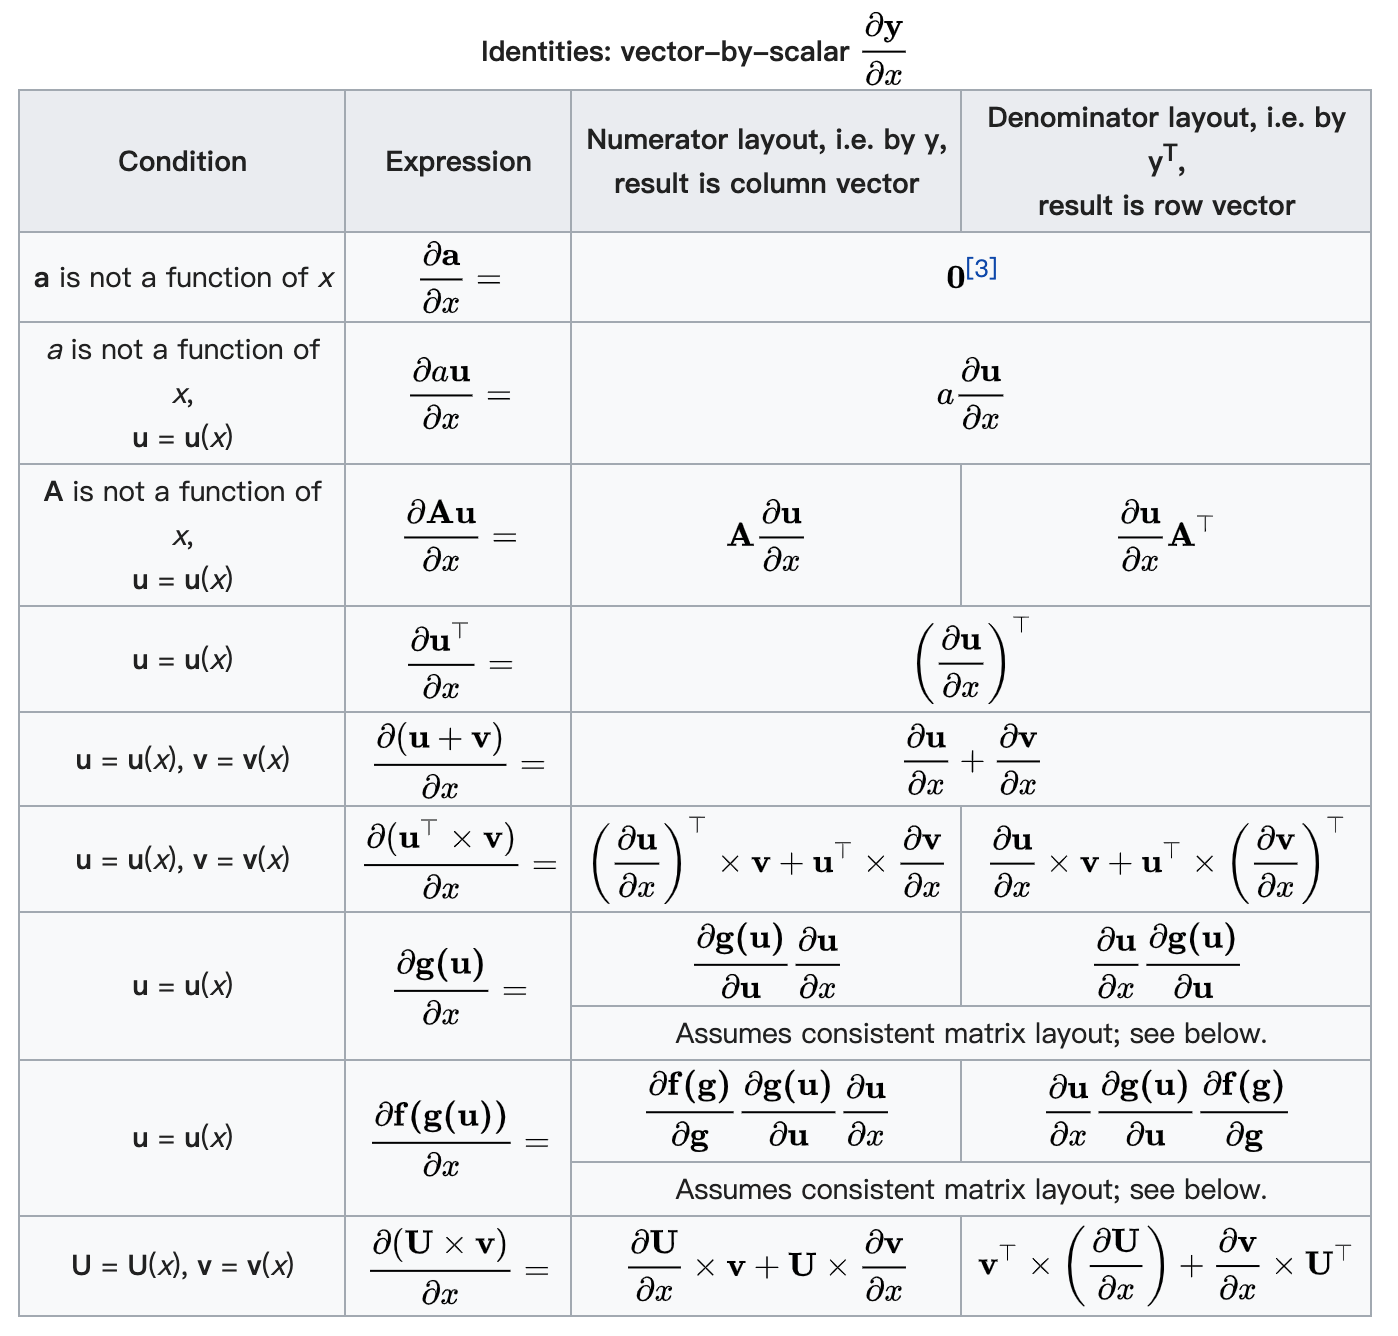 Identities: vector–by–scalar $\frac{\partial \mathbf{y}}{\partial x}$
Condition
Expression
Numerator layout, i.e. by y,
result is column vector
Denominator layout, i.e. by
y^T,
result is row vector
**a** is not a function of x
$\frac{\partial \mathbf{a}}{\partial x} =$
$\mathbf{0}$[3]
a is not a function of
x,
**u** = **u**(x)
$\frac{\partial a\mathbf{u}}{\partial x} =$
$a\frac{\partial \mathbf{u}}{\partial x}$
**A** is not a function of
x,
**u** = **u**(x)
$\frac{\partial \mathbf{A}\mathbf{u}}{\partial x} =$
$\mathbf{A}\frac{\partial \mathbf{u}}{\partial x}$
$\frac{\partial \mathbf{u}}{\partial x}\mathbf{A}^\top$
**u** = **u**(x)
$\frac{\partial \mathbf{u}^\top}{\partial x} =$
$\left(\frac{\partial \mathbf{u}}{\partial x}\right)^\top$
**u** = **u**(x), **v** = **v**(x)
$\frac{\partial (\mathbf{u} + \mathbf{v})}{\partial x} =$
$\frac{\partial \mathbf{u}}{\partial x} + \frac{\partial \mathbf{v}}{\partial x}$
**u** = **u**(x), **v** = **v**(x)
$\frac{\partial (\mathbf{u}^\top \times \mathbf{v})}{\partial x} =$
$\left(\frac{\partial \mathbf{u}}{\partial x}\right)^\top \times \mathbf{v} + \mathbf{u}^\top \times \frac{\partial \mathbf{v}}{\partial x}$
$\frac{\partial \mathbf{u}}{\partial x} \times \mathbf{v} + \mathbf{u}^\top \times \left(\frac{\partial \mathbf{v}}{\partial x}\right)^\top$
**u** = **u**(x)
$\frac{\partial \mathbf{g(u)}}{\partial x} =$
$\frac{\partial \mathbf{g(u)}}{\partial \mathbf{u}} \frac{\partial \mathbf{u}}{\partial x}$
$\frac{\partial \mathbf{u}}{\partial x} \frac{\partial \mathbf{g(u)}}{\partial \mathbf{u}}$
Assumes consistent matrix layout; see below.
**u** = **u**(x)
$\frac{\partial \mathbf{f(g(u))}}{\partial x} =$
$\frac{\partial \mathbf{f(g)}}{\partial \mathbf{g}} \frac{\partial \mathbf{g(u)}}{\partial \mathbf{u}} \frac{\partial \mathbf{u}}{\partial x}$
$\frac{\partial \mathbf{u}}{\partial x} \frac{\partial \mathbf{g(u)}}{\partial \mathbf{u}} \frac{\partial \mathbf{f(g)}}{\partial \mathbf{g}}$
Assumes consistent matrix layout; see below.
**U** = **U**(x), **v** = **v**(x)
$\frac{\partial (\mathbf{U} \times \mathbf{v})}{\partial x} =$
$\frac{\partial \mathbf{U}}{\partial x} \times \mathbf{v} + \mathbf{U} \times \frac{\partial \mathbf{v}}{\partial x}$
$\mathbf{v}^\top \times \left(\frac{\partial \mathbf{U}}{\partial x}\right) + \frac{\partial \mathbf{v}}{\partial x} \times \mathbf{U}^\top$